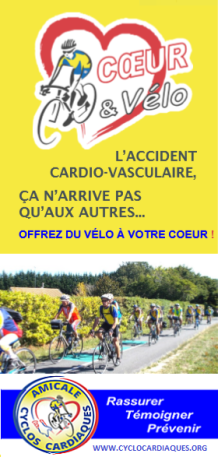 CŒUR
& Vélo
L'ACCIDENT
CARDIO-VASCULAIRE,
ÇA N'ARRIVE PAS
QU'AUX AUTRES...
OFFREZ DU VÉLO À VOTRE COEUR !
AMICALE
CYCLOS CARDIAQUES
Rassurer
Témoigner
Prévenir
WWW.CYCLOCARDIAQUES.ORG